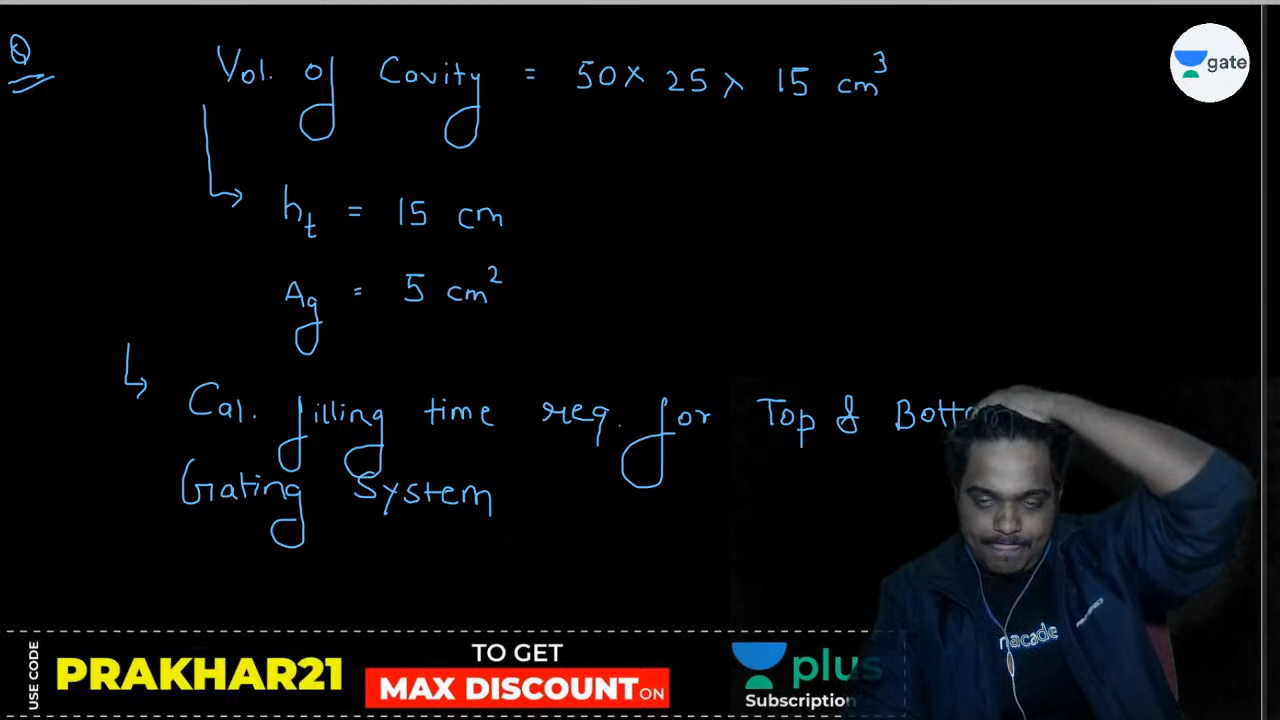 Q
Vol. of Cavity = 50 × 25 × 15 cm³
hₜ = 15 cm
Ag = 5 cm²
Cal. filling time req. for Top &
Gating System
gate
nacade
USE CODE
PRAKHAR21
TO GET
MAX DISCOUNT ON
plus
Subscription